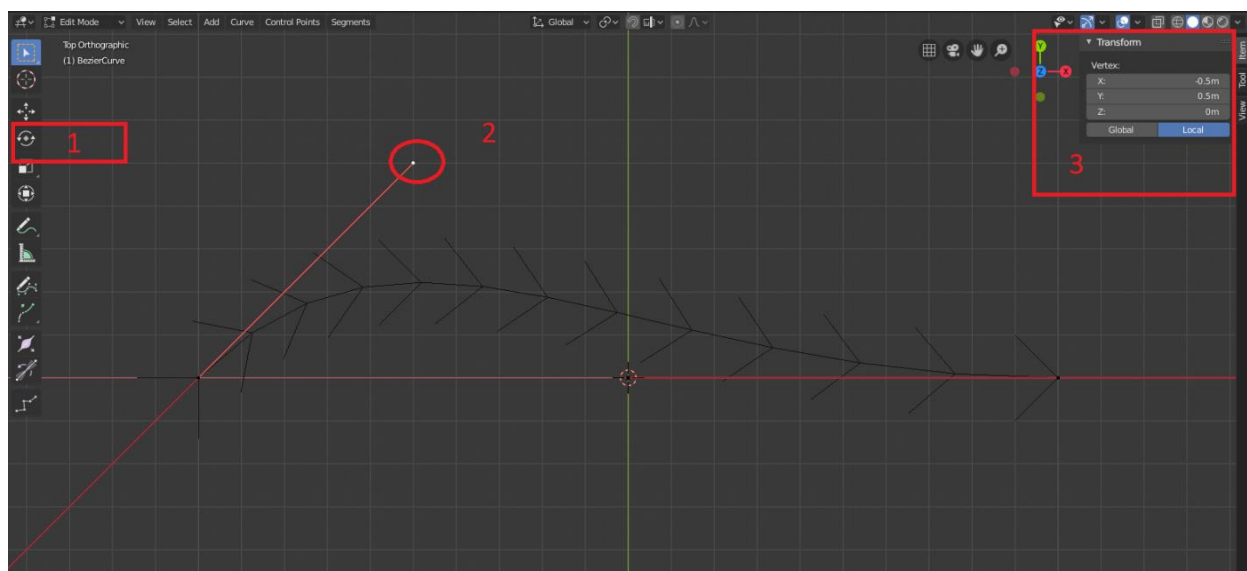 Edit Mode View Select Add Curve Control Points Segments Global
Top Orthographic
(1) BezierCurve
1
2
3
Y
Z
X
Transform
Vertex:
X: -0.5m
Y: 0.5m
Z: 0m
Global Local
Item
Tool
View